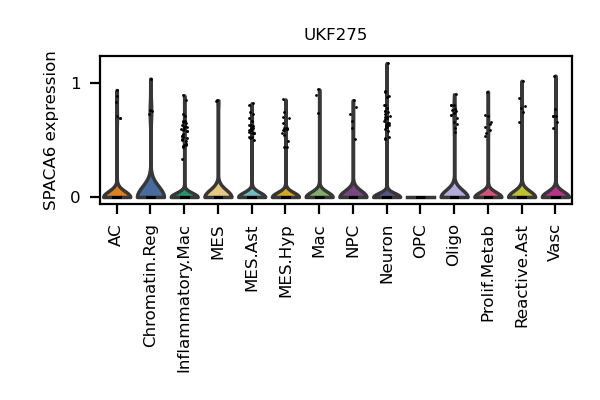 UKF275
SPACA6 expression
1
0
AC
Chromatin.Reg
Inflammatory.Mac
MES
MES.Ast
MES.Hyp
Mac
NPC
Neuron
OPC
Oligo
Prolif.Metab
Reactive.Ast
Vasc